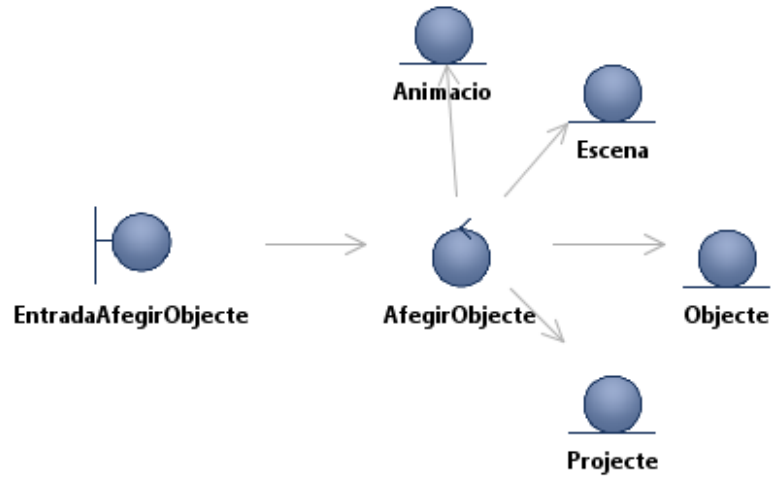 Animacio
Escena
EntradaAfegirObjecte
AfegirObjecte
Objecte
Projecte